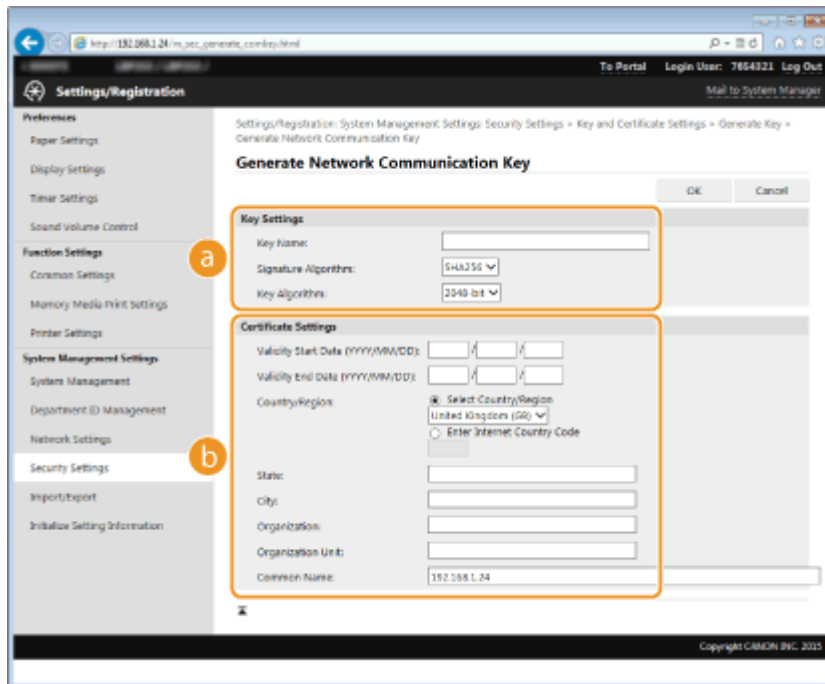 http://192.168.1.24/m_sec_generate_comkey.html
To Portal Login User: 7654321 Log Out
Settings/Registration
Mail to System Manager
Preferences
Paper Settings
Display Settings
Timer Settings
Sound Volume Control
Function Settings
Common Settings
Memory Media Print Settings
Printer Settings
System Management Settings
System Management
Department ID Management
Network Settings
Security Settings
Import/Export
Initialize Setting Information
Settings/Registration: System Management Settings: Security Settings > Key and Certificate Settings > Generate Key >
Generate Network Communication Key
Generate Network Communication Key
OK Cancel
a
Key Settings
Key Name:
Signature Algorithm: SHA256
Key Algorithm: 2048-bit
b
Certificate Settings
Validity Start Date (YYYY/MM/DD): / /
Validity End Date (YYYY/MM/DD): / /
Country/Region: Select Country/Region
United Kingdom (GB)
Enter Internet Country Code
State:
City:
Organization:
Organization Unit:
Common Name: 192.168.1.24
Copyright CANON INC. 2015